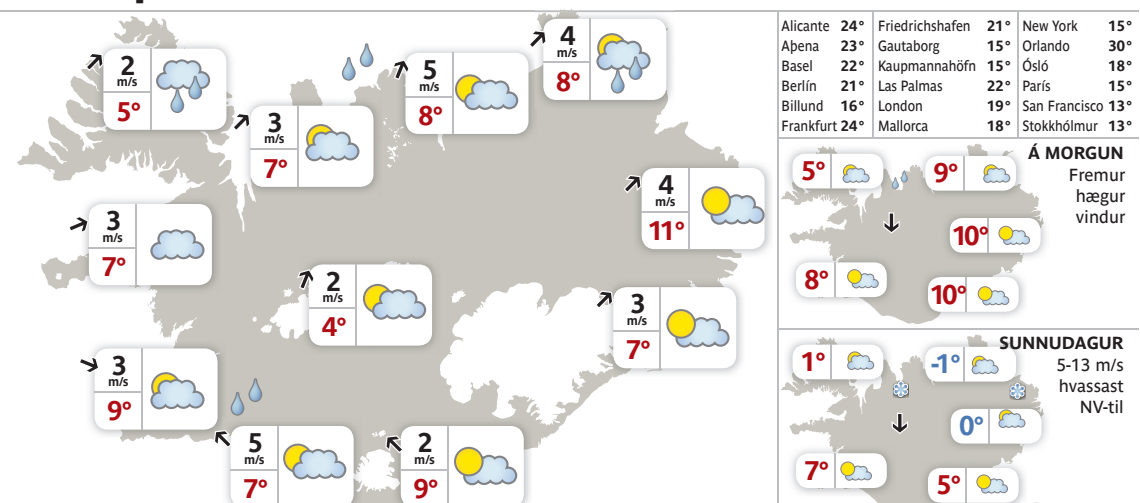 2
m/s
5°
3
m/s
7°
5
m/s
8°
4
m/s
8°
3
m/s
7°
4
m/s
11°
2
m/s
4°
3
m/s
7°
3
m/s
9°
5
m/s
7°
2
m/s
9°
Alicante 24° Friedrichshafen 21° New York 15°
Aþena 23° Gautaborg 15° Orlando 30°
Basel 22° Kaupmannahöfn 15° Ósló 18°
Berlín 21° Las Palmas 22° París 15°
Billund 16° London 19° San Francisco 13°
Frankfurt 24° Mallorca 18° Stokkhólmur 13°
Á MORGUN
Fremur
hægur
vindur
5°
9°
10°
8°
10°
SUNNUDAGUR
5-13 m/s
hvassast
NV-til
1°
-1°
0°
7°
5°